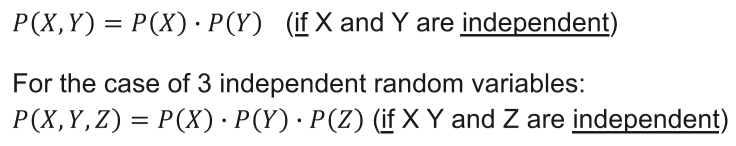 P(X, Y) = P(X) · P(Y) (if X and Y are independent)
For the case of 3 independent random variables:
P(X, Y, Z) = P(X) · P(Y) · P(Z) (if X Y and Z are independent)